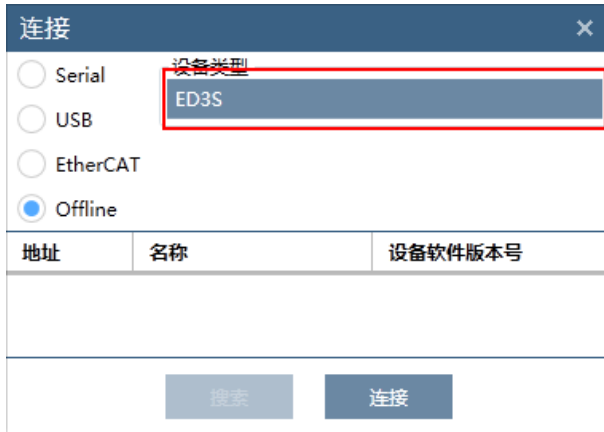 连接
Serial
设备类型
ED3S
USB
EtherCAT
Offline
地址 名称 设备软件版本号
搜索 连接